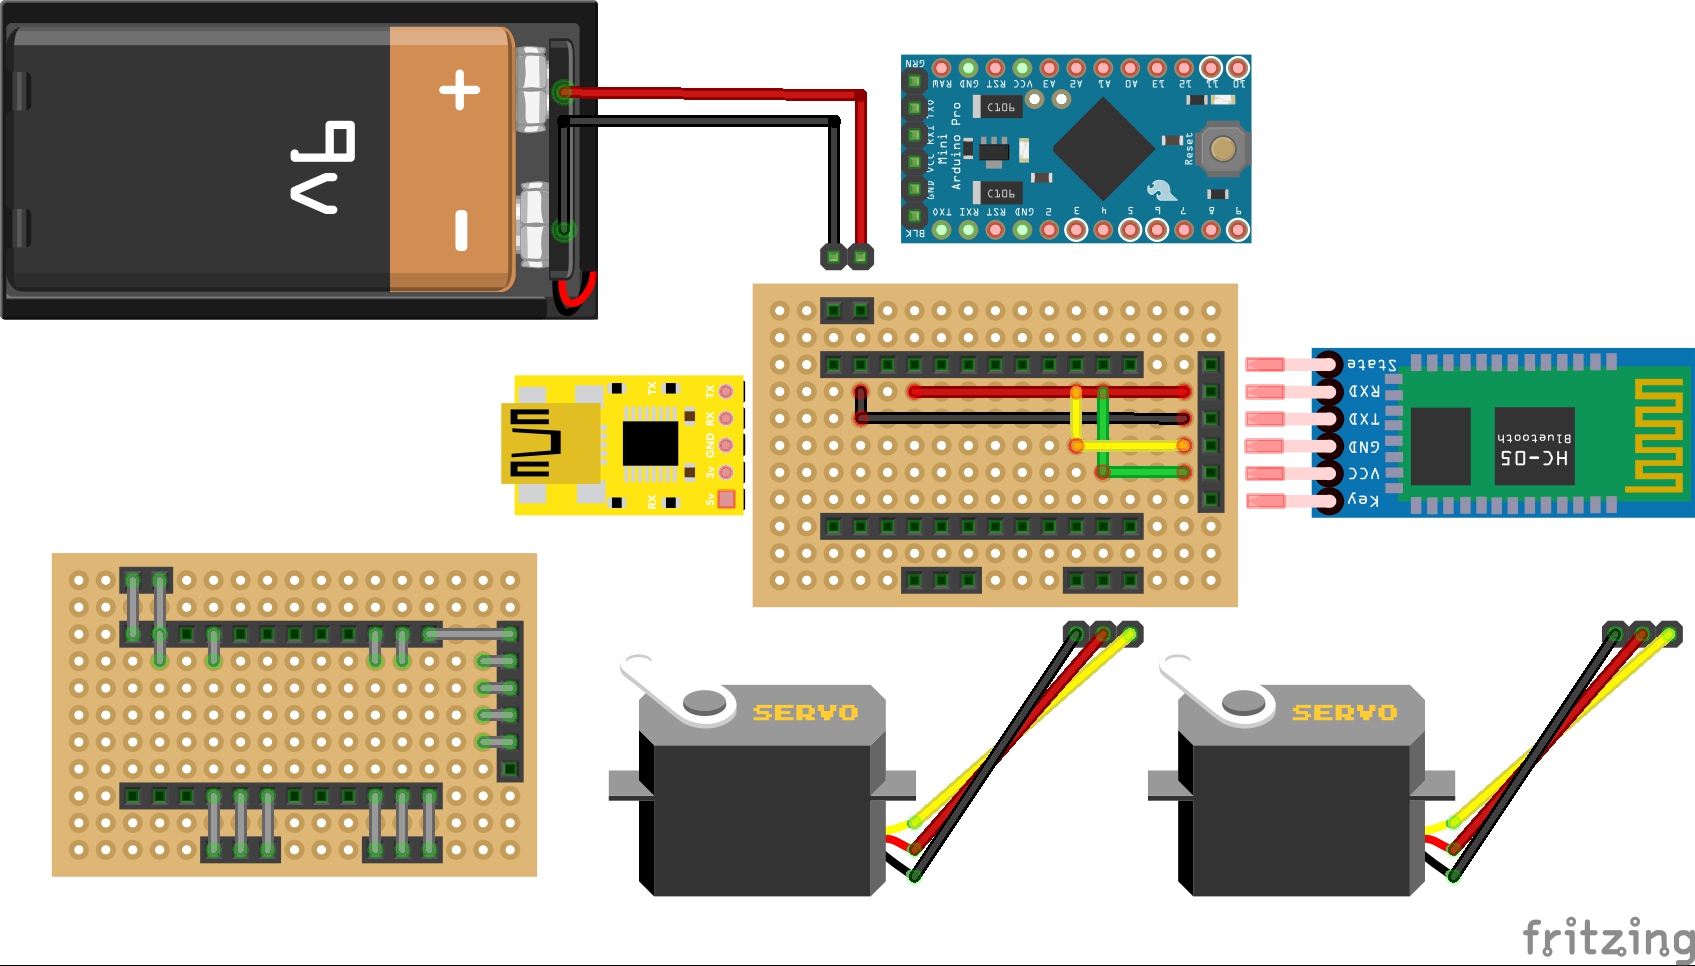 9V
+
-
GRN
RAW GND RST VCC A3 A2 A1 A0 13 12 11 10
TXO
RXI
VCC
GND
BLK
Arduino Pro
Mini
C106
C106
Reset
TXO RXI RST GND 2 3 4 5 6 7 8 9
TX
RX
TX
RX
GND
3v
5v
State
RXD
TXD
GND
VCC
Key
Bluetooth
HC-05
SERVO
SERVO
fritzing